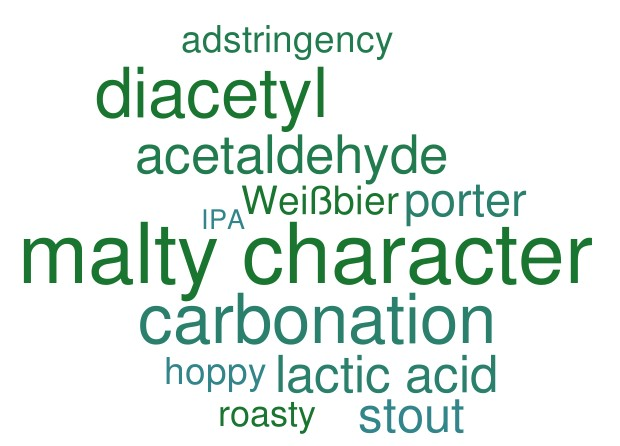 adstringency
diacetyl
acetaldehyde
Weißbier porter
IPA
malty character
carbonation
hoppy lactic acid
roasty stout